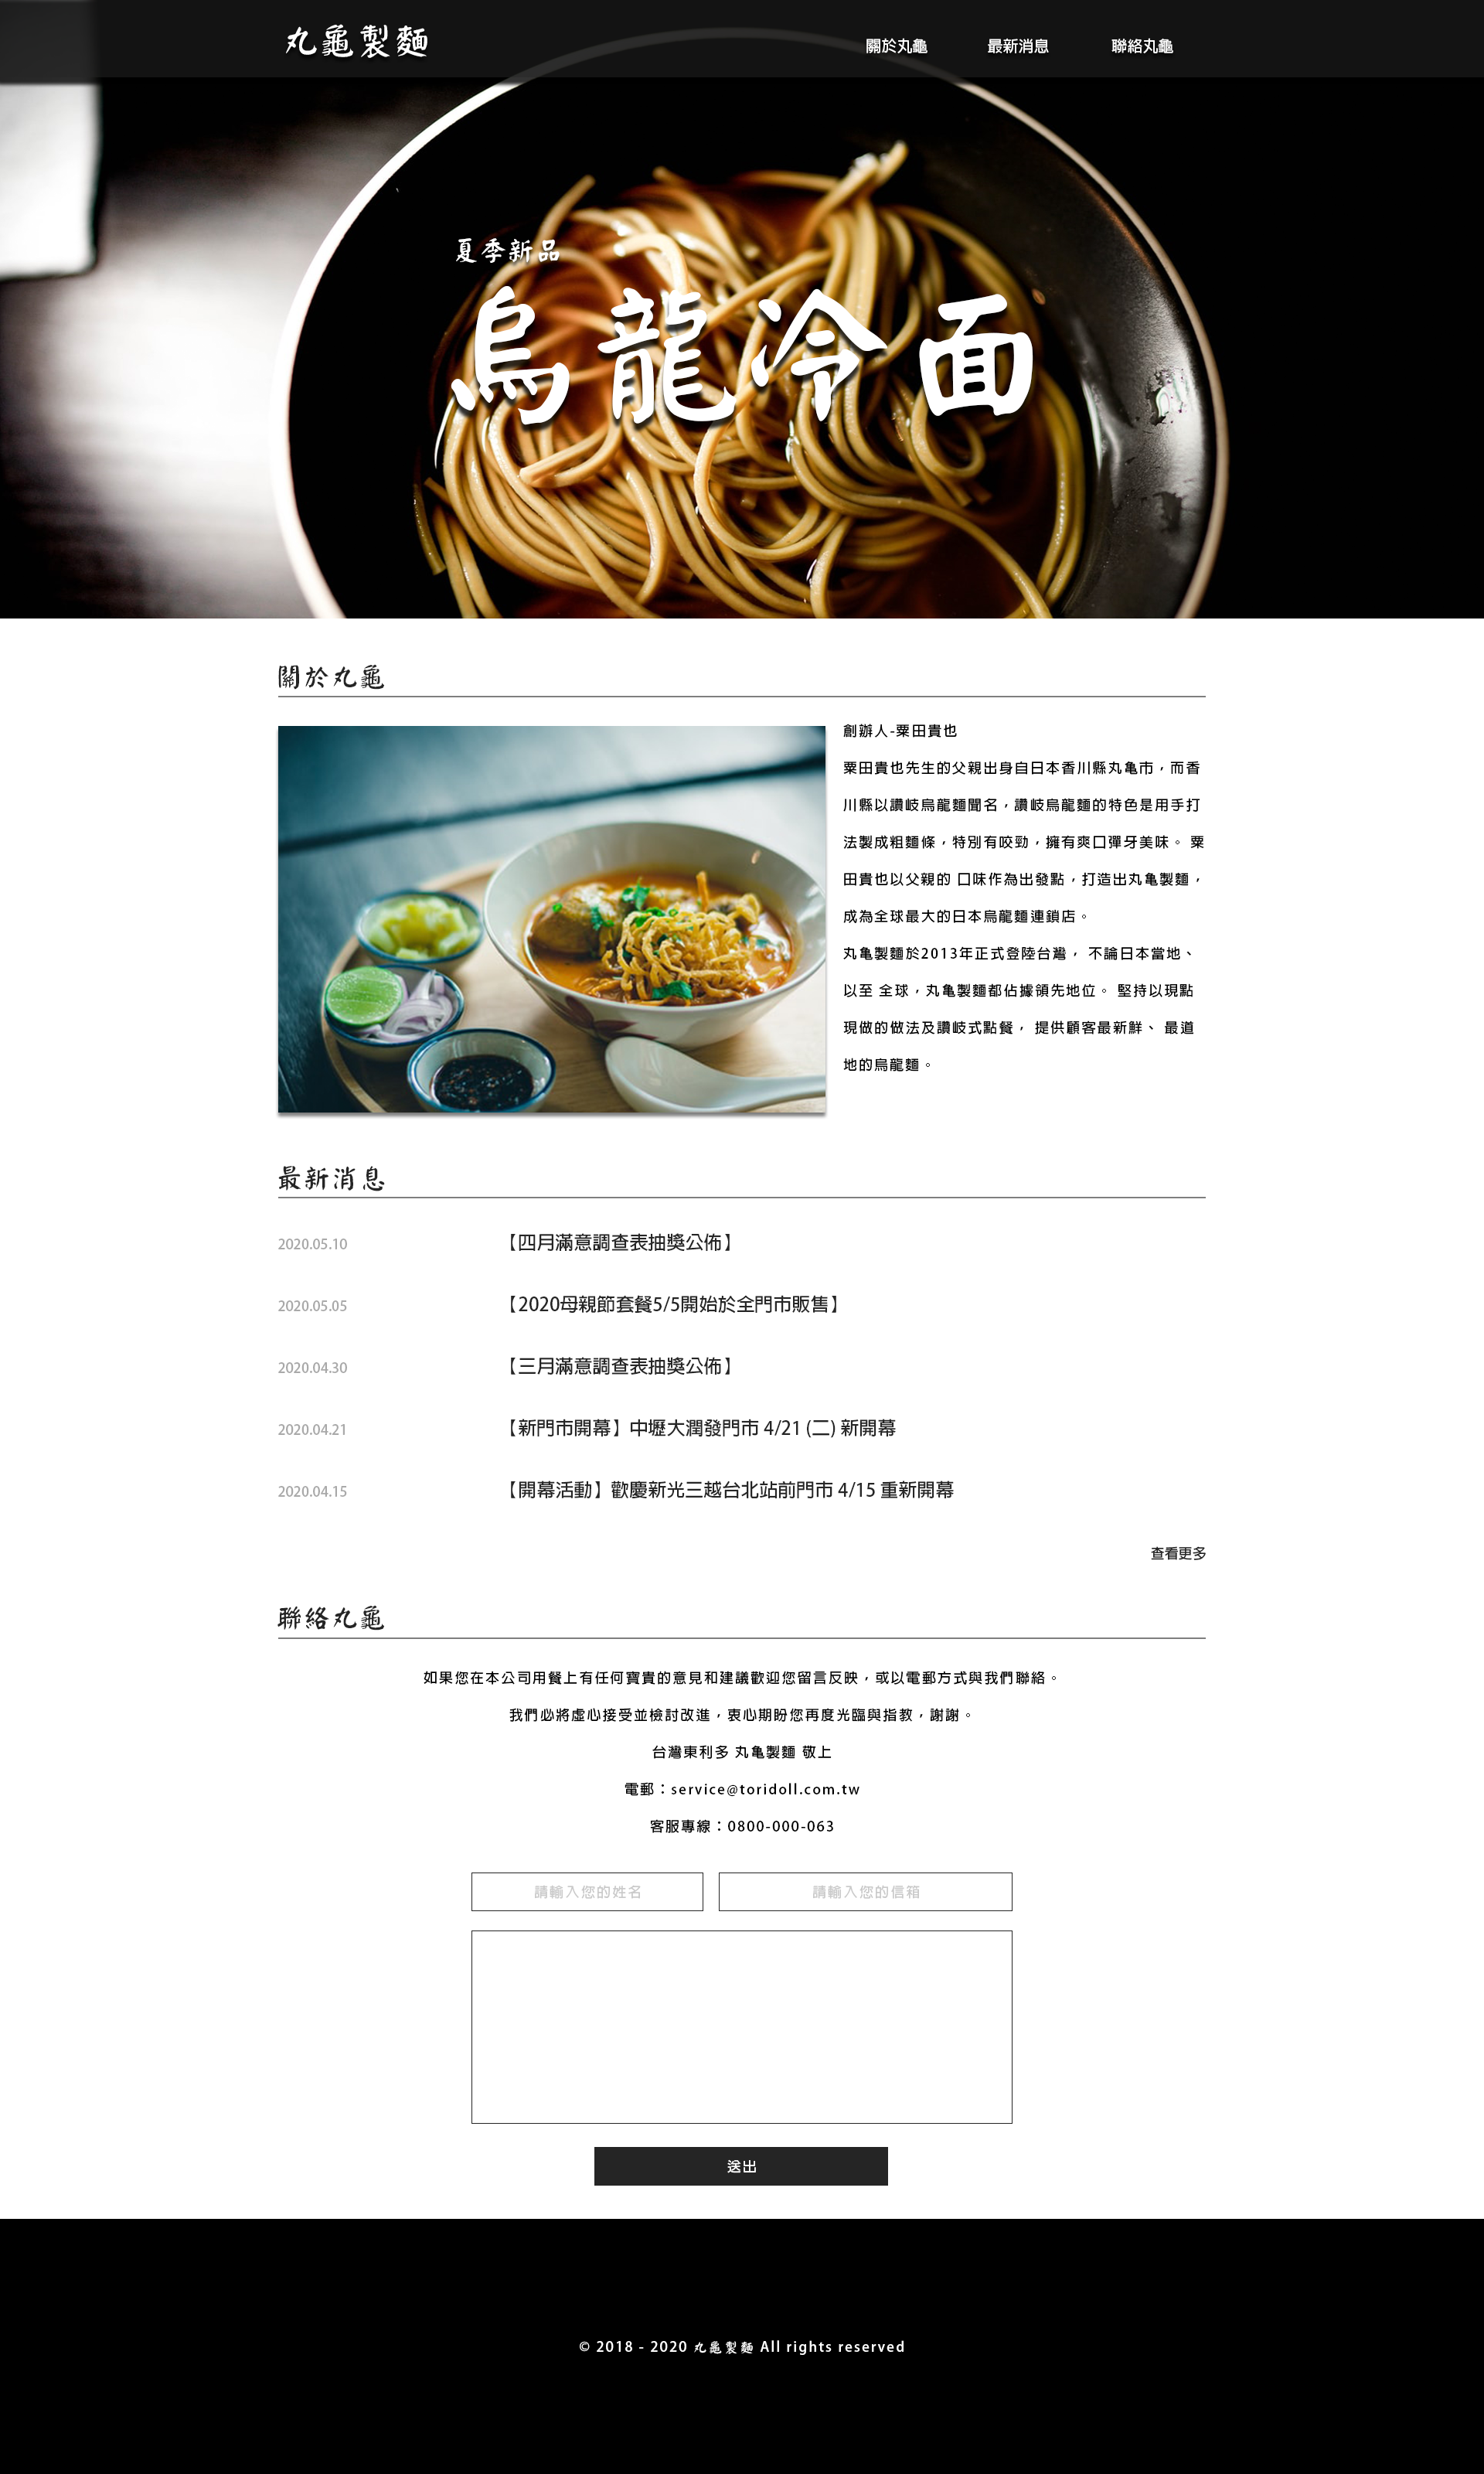 丸龜製麵
關於丸龜
最新消息
聯絡丸龜
夏季新品
烏龍冷面
關於丸龜
創辦人-粟田貴也
粟田貴也先生的父親出身自日本香川縣丸亀市，而香
川縣以讚岐烏龍麵聞名，讚岐烏龍麵的特色是用手打
法製成粗麵條，特別有咬勁，擁有爽口彈牙美味。 粟
田貴也以父親的 口味作為出發點，打造出丸亀製麵，
成為全球最大的日本烏龍麵連鎖店。
丸亀製麵於2013年正式登陸台灣， 不論日本當地、
以至 全球，丸亀製麵都佔據領先地位。 堅持以現點
現做的做法及讚岐式點餐， 提供顧客最新鮮、 最道
地的烏龍麵。
最新消息
2020.05.10 【四月滿意調查表抽獎公佈】
2020.05.05 【2020母親節套餐5/5開始於全門市販售】
2020.04.30 【三月滿意調查表抽獎公佈】
2020.04.21 【新門市開幕】中壢大潤發門市 4/21 (二) 新開幕
2020.04.15 【開幕活動】歡慶新光三越台北站前門市 4/15 重新開幕
查看更多
聯絡丸龜
如果您在本公司用餐上有任何寶貴的意見和建議歡迎您留言反映，或以電郵方式與我們聯絡。
我們必將虛心接受並檢討改進，衷心期盼您再度光臨與指教，謝謝。
台灣東利多 丸亀製麵 敬上
電郵：service@toridoll.com.tw
客服專線：0800-000-063
請輸入您的姓名
請輸入您的信箱
送出
© 2018 - 2020 丸龜製麵 All rights reserved